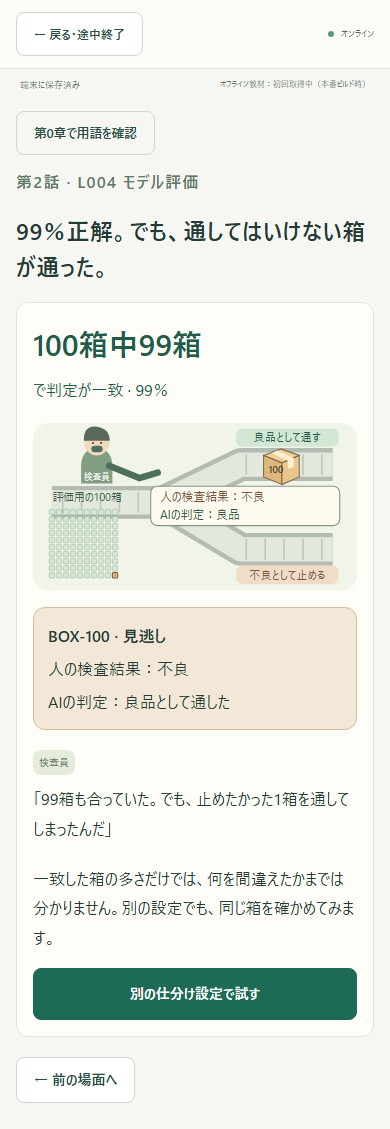 ← 戻る・途中終了
オンライン
端末に保存済み
オフライン教材：初回取得中（本番ビルド時）
第0章で用語を確認
第2話 · L004 モデル評価
99％正解。でも、通してはいけない箱
が通った。
100箱中99箱
で判定が一致 · 99％
検査員
評価用の100箱
良品として通す
100
人の検査結果：不良
AIの判定：良品
不良として止める
BOX-100 · 見逃し
人の検査結果：不良
AIの判定：良品として通した
検査員
「99箱も合っていた。でも、止めたかった1箱を通して
しまったんだ」
一致した箱の多さだけでは、何を間違えたかまでは
分かりません。別の設定でも、同じ箱を確かめてみま
す。
別の仕分け設定で試す
← 前の場面へ